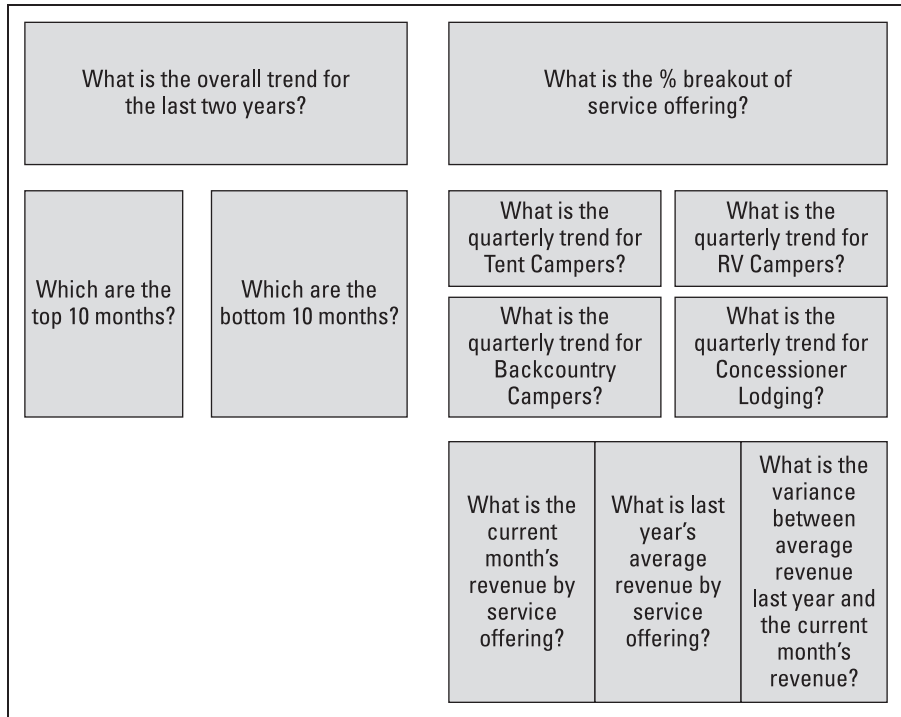 What is the overall trend for
the last two years?
What is the % breakout of
service offering?
Which are the
top 10 months?
Which are the
bottom 10 months?
What is the
quarterly trend for
Tent Campers?
What is the
quarterly trend for
RV Campers?
What is the
quarterly trend for
Backcountry
Campers?
What is the
quarterly trend for
Concessioner
Lodging?
What is the
current
month's
revenue by
service
offering?
What is last
year's
average
revenue by
service
offering?
What is the
variance
between
average
revenue
last year and
the current
month's
revenue?